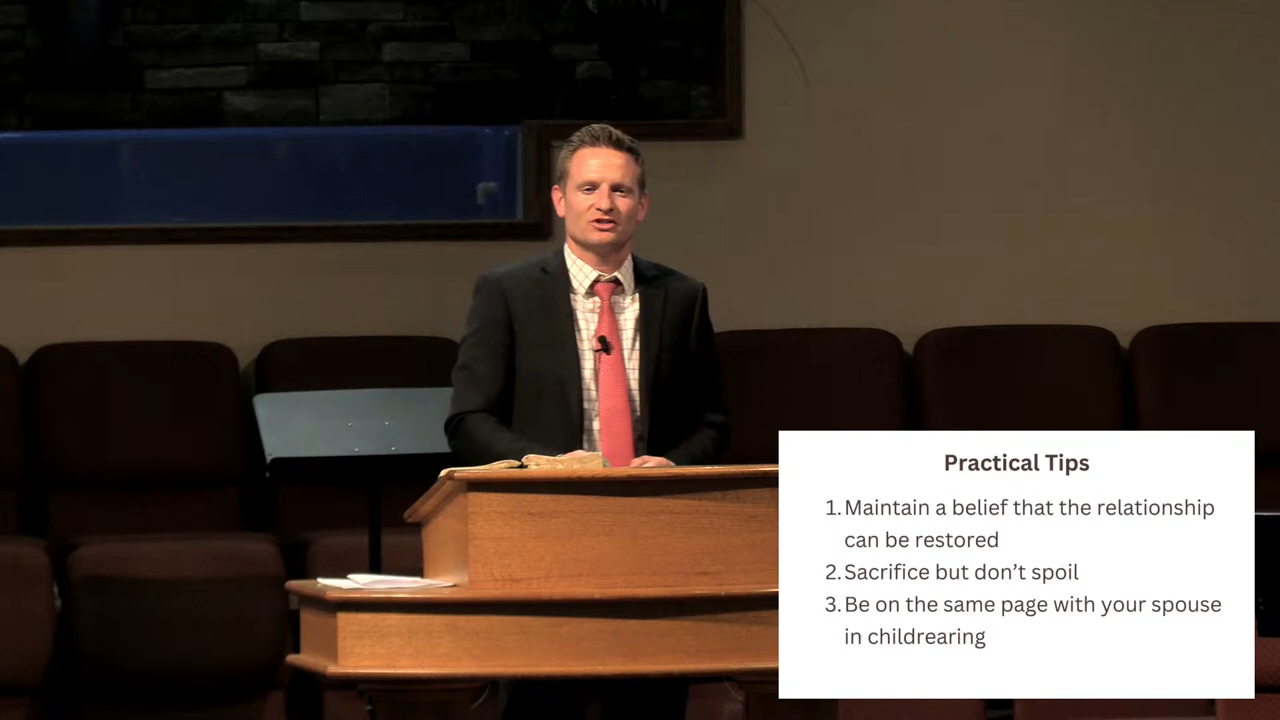 Practical Tips
1. Maintain a belief that the relationship
can be restored
2. Sacrifice but don't spoil
3. Be on the same page with your spouse
in childrearing